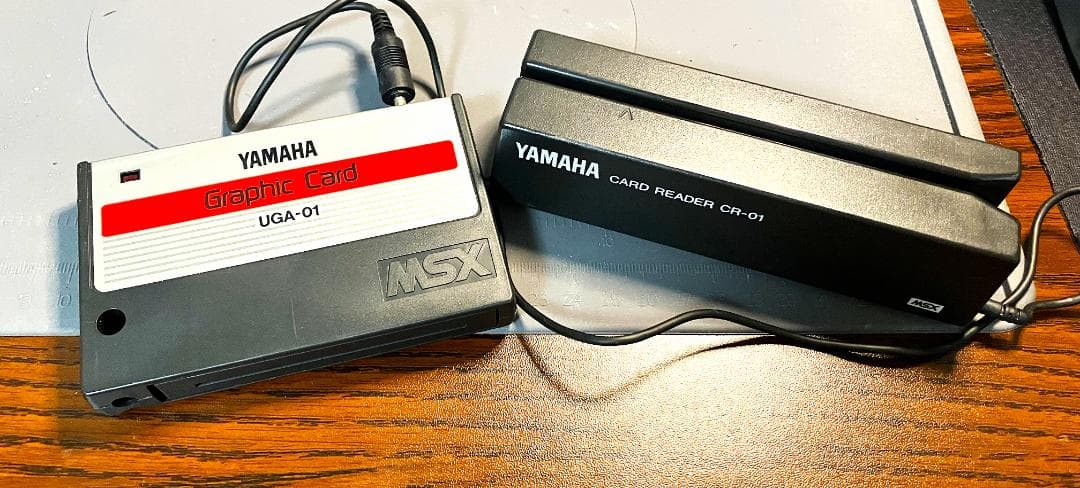 YAMAHA
Graphic Card
UGA-01
MSX
YAMAHA CARD READER CR-01
MSX